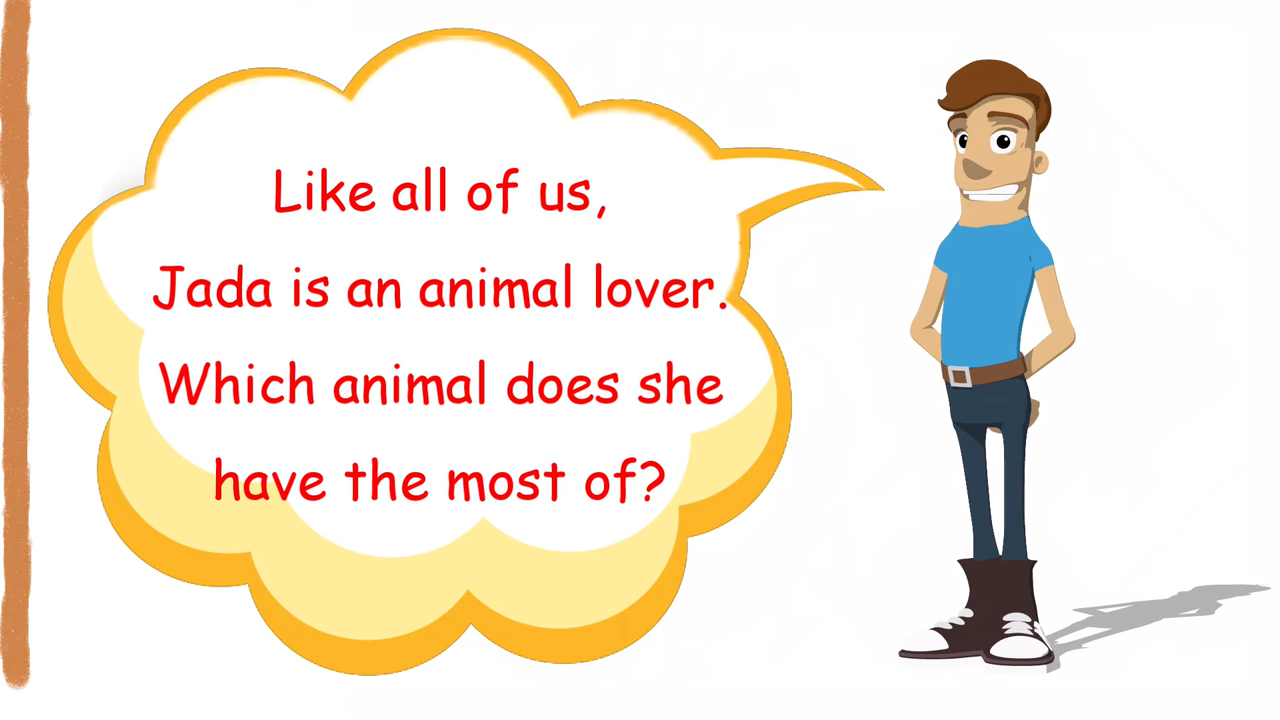 Like all of us,
Jada is an animal lover.
Which animal does she
have the most of?